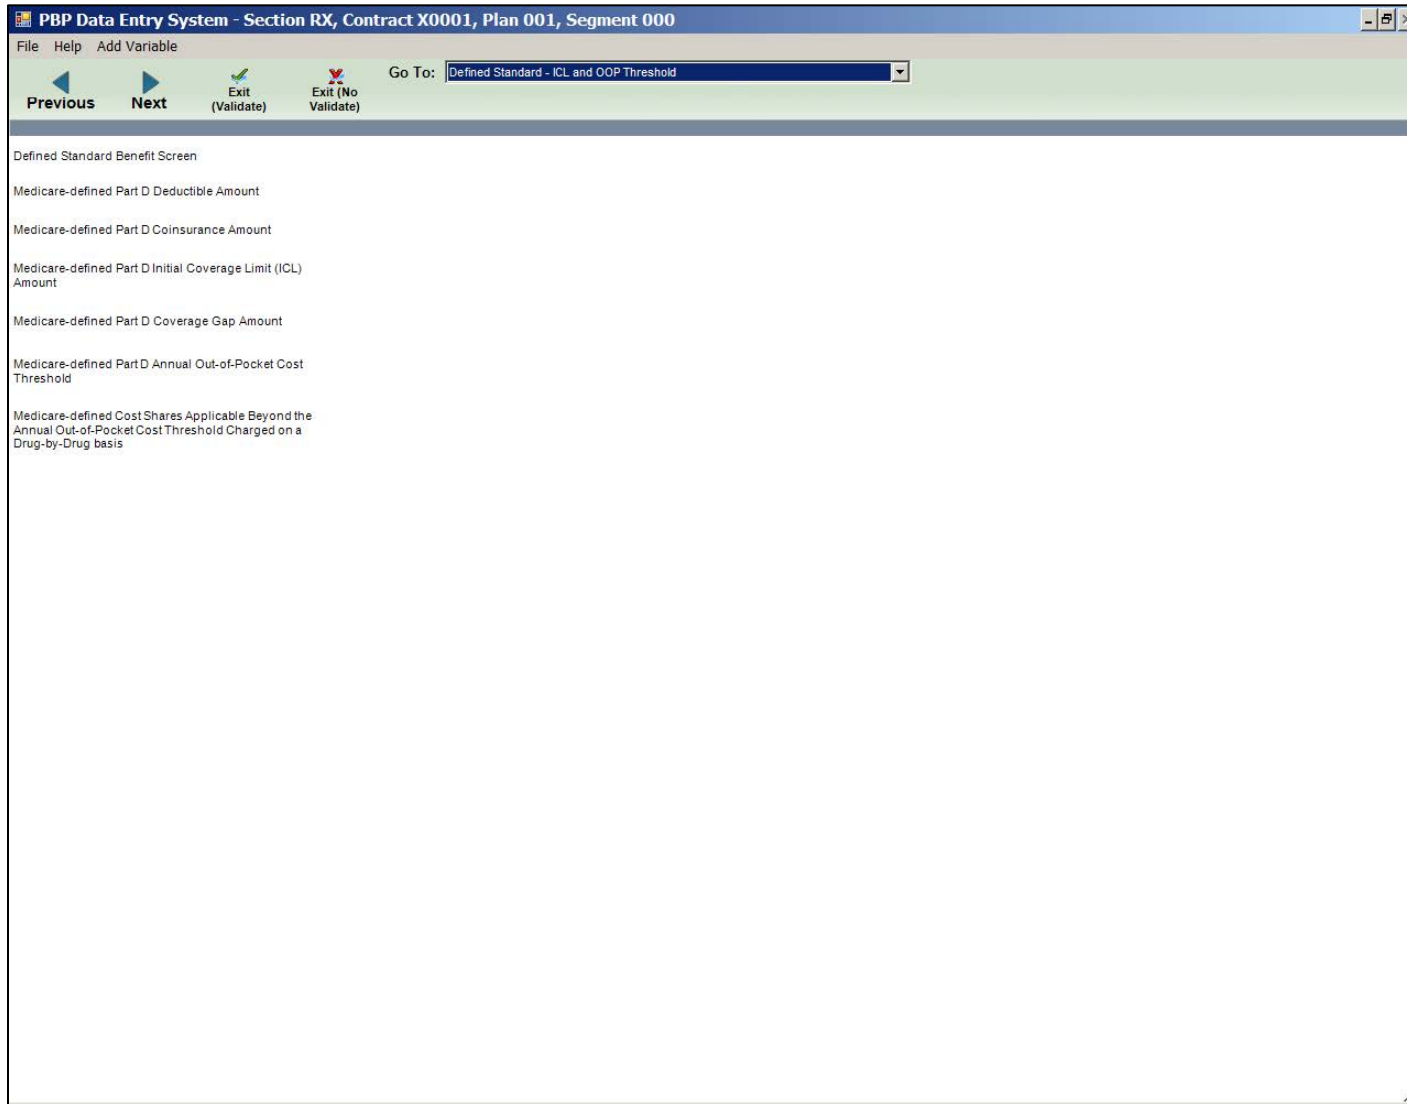 PBP Data Entry System - Section RX, Contract X0001, Plan 001, Segment 000
File Help Add Variable
Previous
Next
Exit
(Validate)
Exit (No
Validate)
Go To: Defined Standard - ICL and OOP Threshold
Defined Standard Benefit Screen
Medicare-defined Part D Deductible Amount
Medicare-defined Part D Coinsurance Amount
Medicare-defined Part D Initial Coverage Limit (ICL)
Amount
Medicare-defined Part D Coverage Gap Amount
Medicare-defined Part D Annual Out-of-Pocket Cost
Threshold
Medicare-defined Cost Shares Applicable Beyond the
Annual Out-of-Pocket Cost Threshold Charged on a
Drug-by-Drug basis